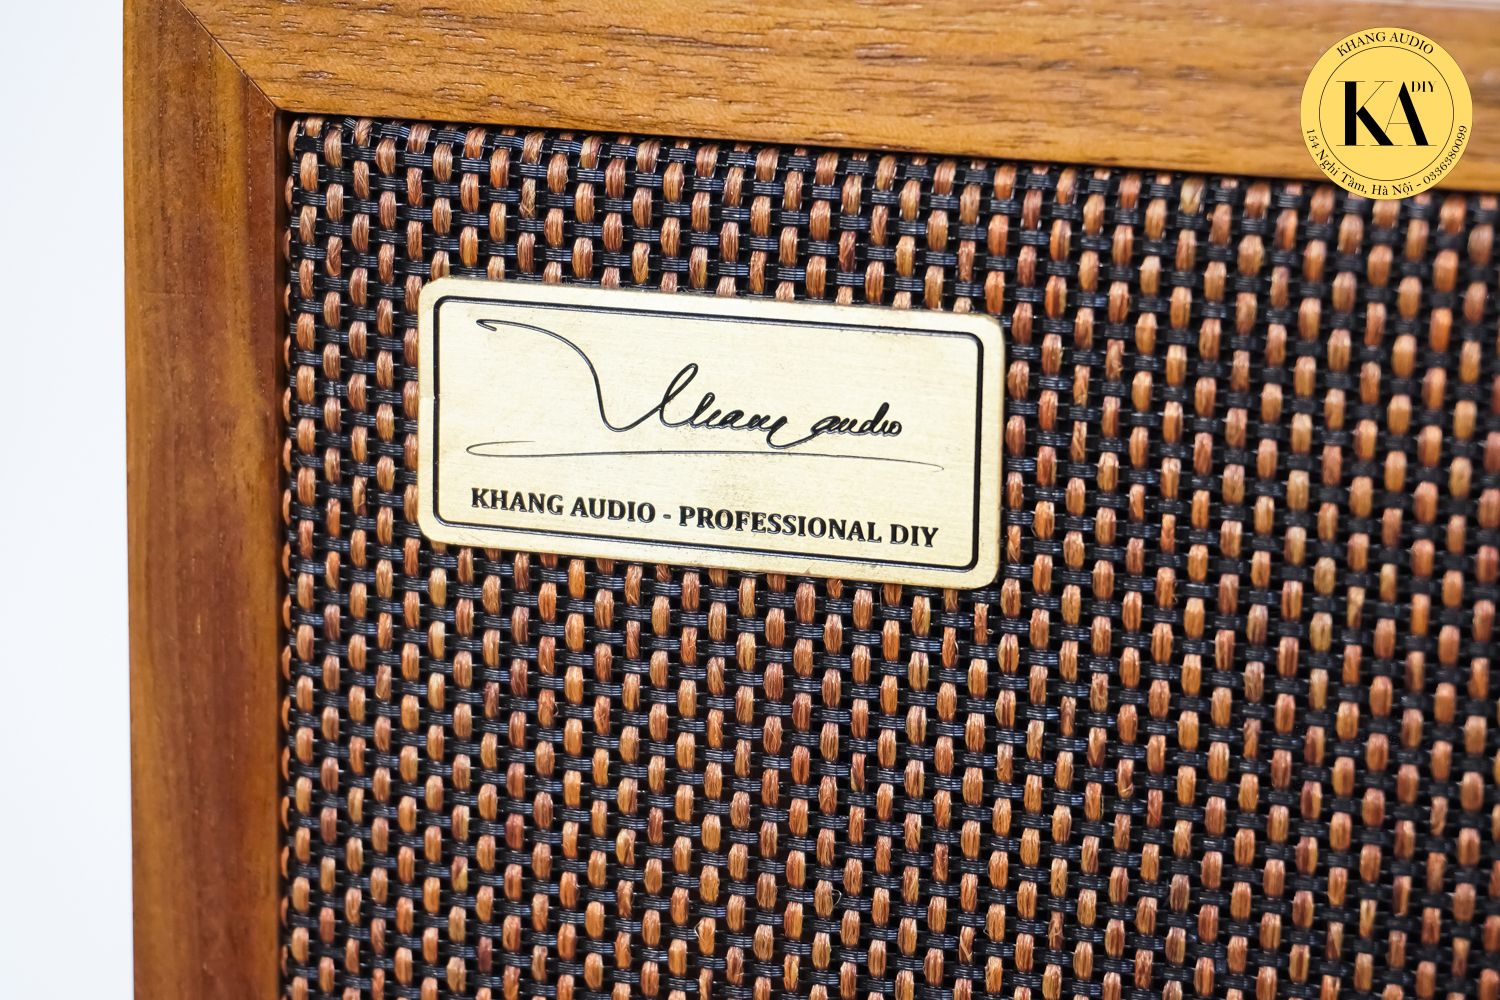 KHANG AUDIO
KA DIY
154 Nghi Tàm, Hà Nội - 0336380099
Khang audio
KHANG AUDIO - PROFESSIONAL DIY